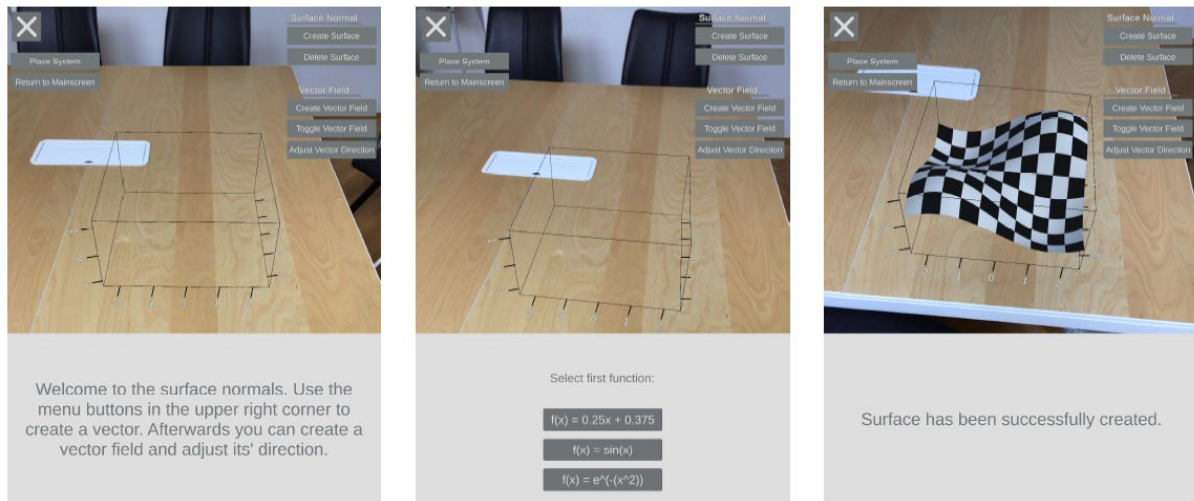 Surface Normal
Create Surface
Delete Surface
Place System
Return to Mainscreen
Vector Field
Create Vector Field
Toggle Vector Field
Adjust Vector Direction
Welcome to the surface normals. Use the
menu buttons in the upper right corner to
create a vector. Afterwards you can create a
vector field and adjust its' direction.
Surface Normal
Create Surface
Delete Surface
Place System
Return to Mainscreen
Vector Field
Create Vector Field
Toggle Vector Field
Adjust Vector Direction
Select first function:
f(x) = 0.25x + 0.375
f(x) = sin(x)
f(x) = e^(-(x^2))
Surface Normal
Create Surface
Delete Surface
Place System
Return to Mainscreen
Vector Field
Create Vector Field
Toggle Vector Field
Adjust Vector Direction
0 1 2
Surface has been successfully created.